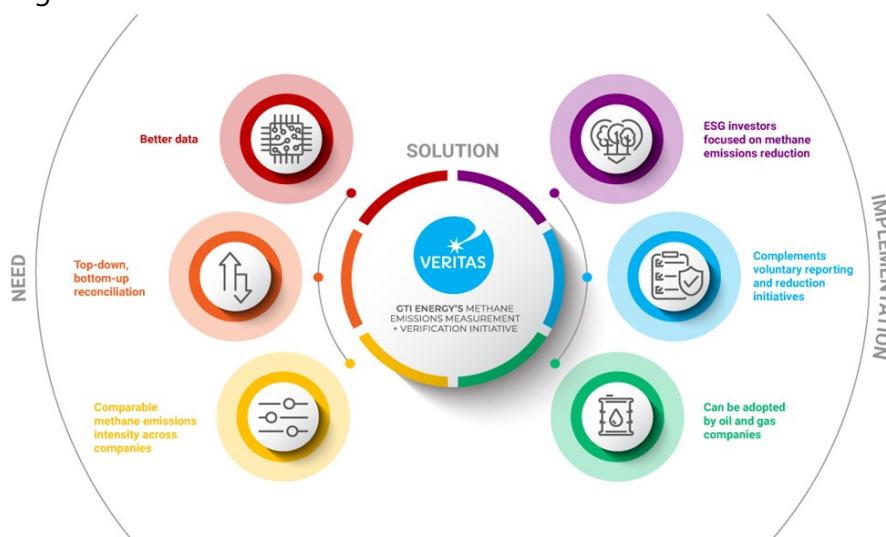 NEED
Better data
Top-down,
bottom-up
reconciliation
Comparable
methane emissions
intensity across
companies
SOLUTION
VERITAS
GTI ENERGY'S METHANE
EMISSIONS MEASUREMENT
+ VERIFICATION INITIATIVE
ESG investors
focused on methane
emissions reduction
Complements
voluntary reporting
and reduction
initiatives
Can be adopted
by oil and gas
companies
IMPLEMENTATION